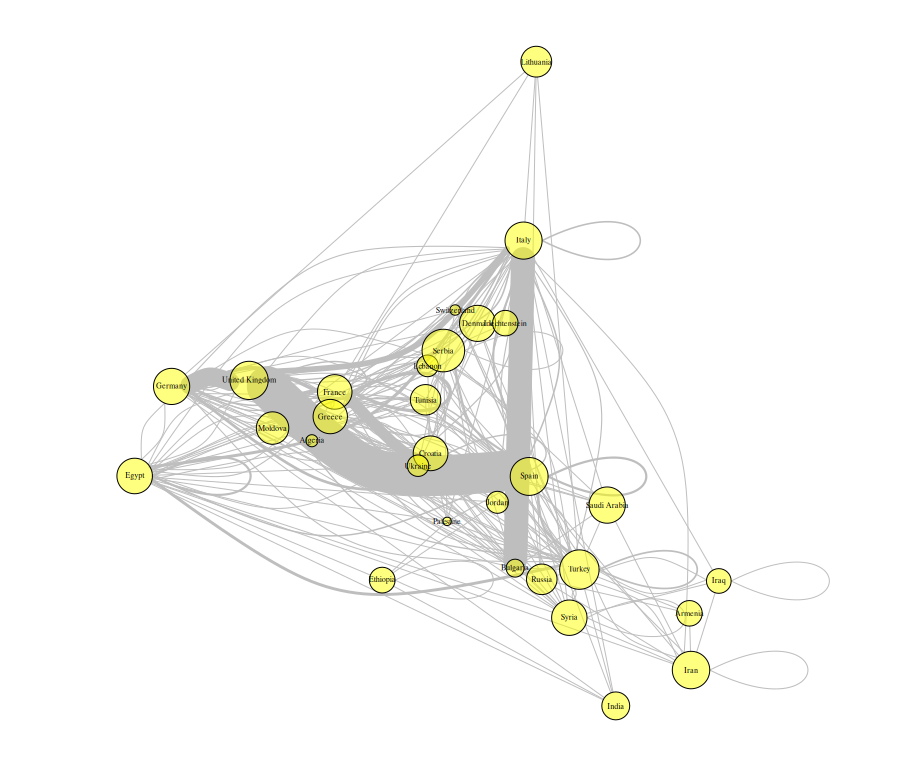 Lithuania
Italy
Switzerland
Denmark
Liechtenstein
Serbia
Lebanon
United Kingdom
Germany
France
Tunisia
Greece
Moldova
Algeria
Croatia
Ukraine
Egypt
Spain
Jordan
Saudi Arabia
Palestine
Bulgaria
Turkey
Russia
Ethiopia
Iraq
Armenia
Syria
Iran
India